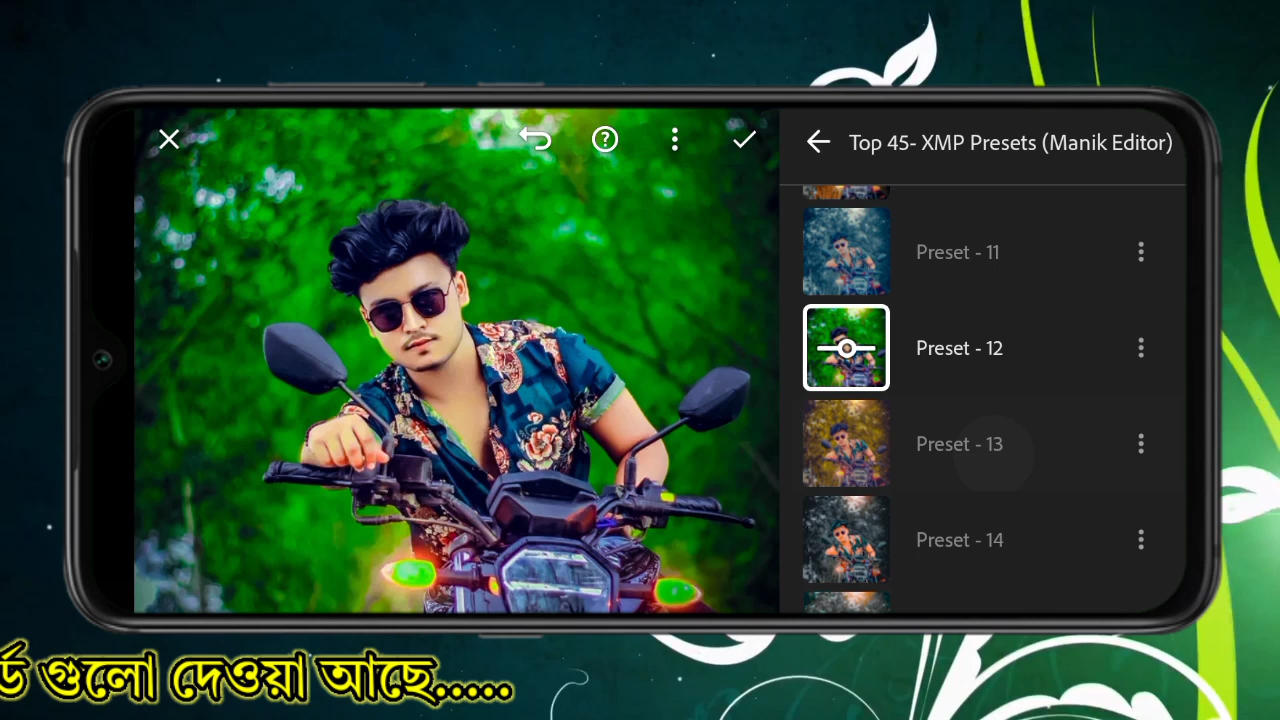 Top 45- XMP Presets (Manik Editor)
Preset - 11
Preset - 12
Preset - 13
Preset - 14
গুলো দেওয়া আছে.....